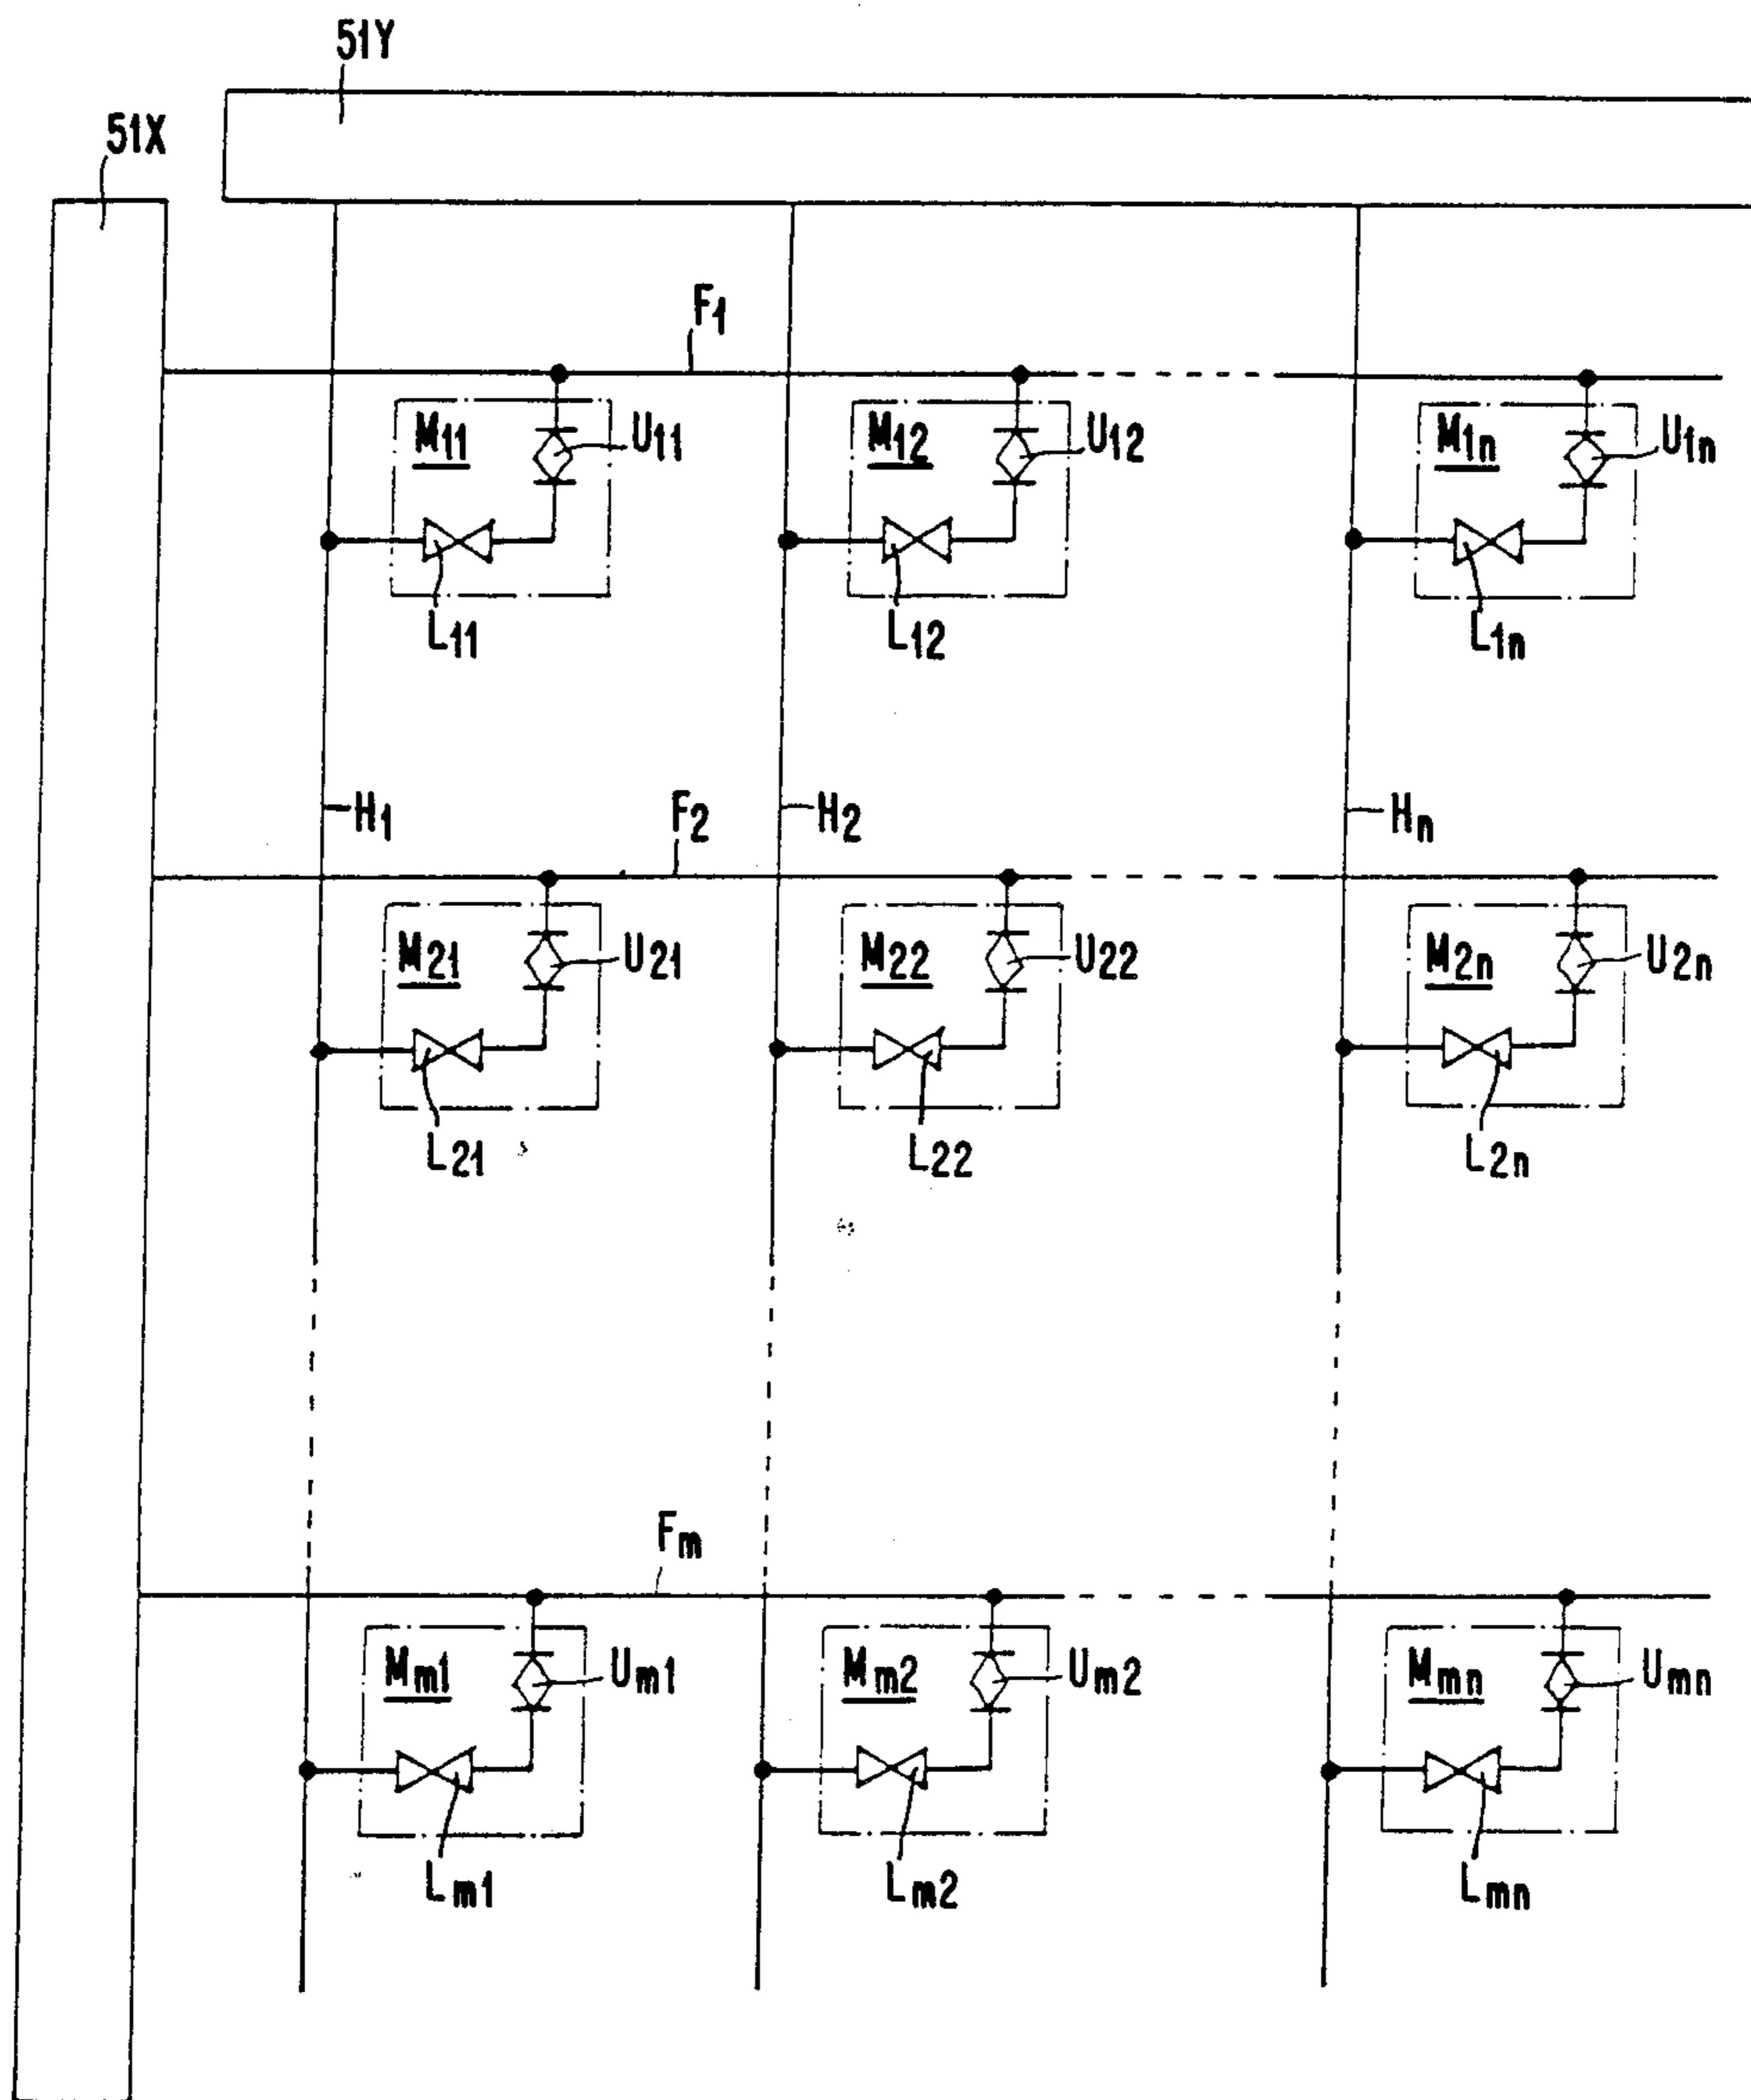 51Y
51X
F1
M11 U11 M12 U12 M1n U1n
L11 L12 L1n
H1 F2 H2 Hn
M21 U21 M22 U22 M2n U2n
L21 L22 L2n
Fm
Mm1 Um1 Mm2 Um2 Mmn Umn
Lm1 Lm2 Lmn